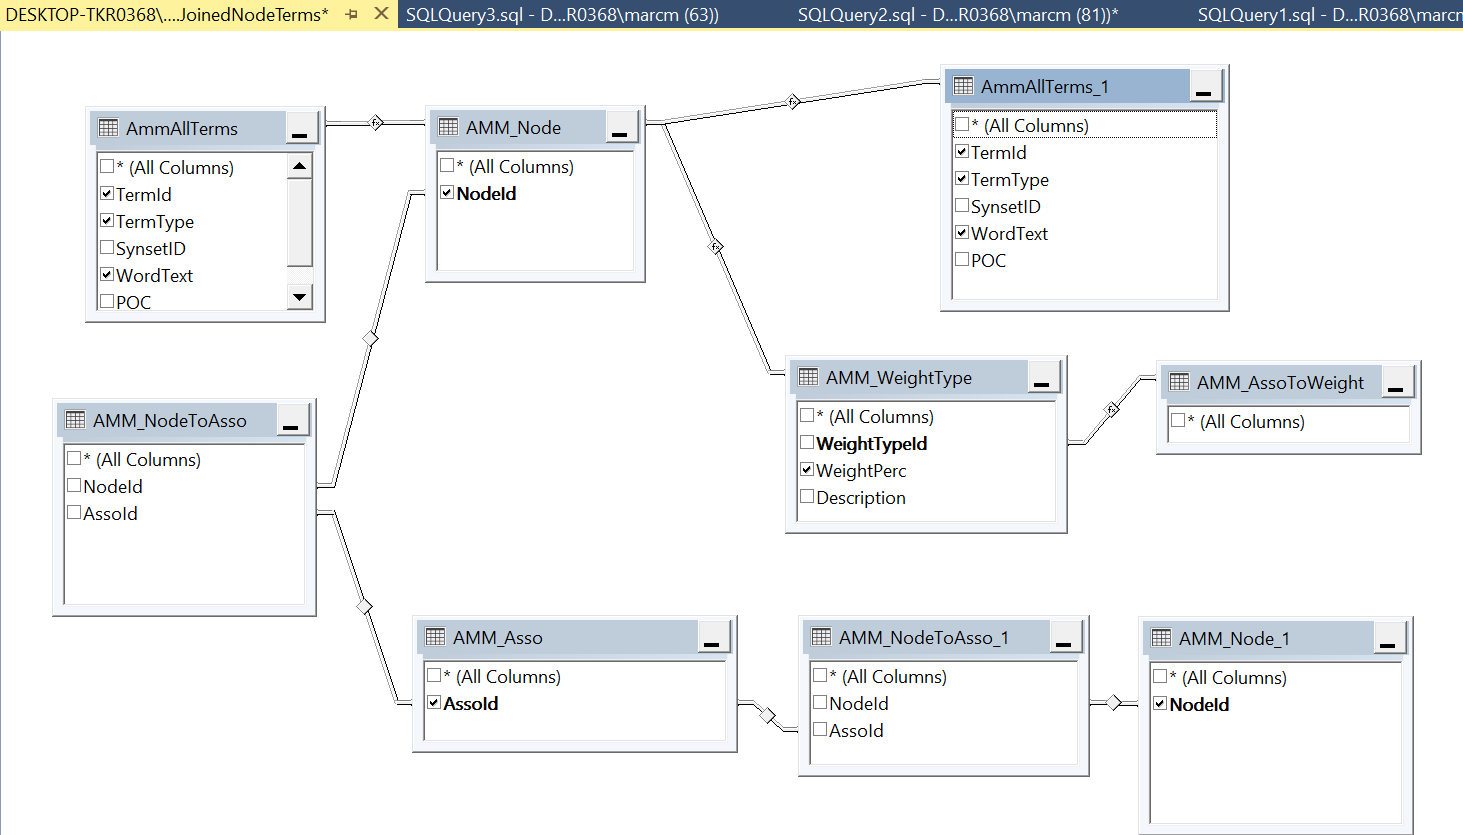 DESKTOP-TKR0368\....JoinedNodeTerms*
SQLQuery3.sql - D...R0368\marcm (63))
SQLQuery2.sql - D...R0368\marcm (81))*
SQLQuery1.sql - D...R0368\marcm
AmmAllTerms
* (All Columns)
TermId
TermType
SynsetID
WordText
POC
AMM_Node
* (All Columns)
NodeId
AmmAllTerms_1
* (All Columns)
TermId
TermType
SynsetID
WordText
POC
AMM_WeightType
* (All Columns)
WeightTypeId
WeightPerc
Description
AMM_AssoToWeight
* (All Columns)
AMM_NodeToAsso
* (All Columns)
NodeId
AssoId
AMM_Asso
* (All Columns)
AssoId
AMM_NodeToAsso_1
* (All Columns)
NodeId
AssoId
AMM_Node_1
* (All Columns)
NodeId